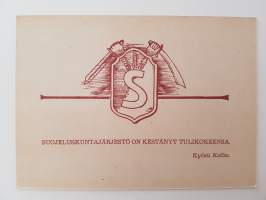 S
SUOJELUSKUNTAJÄRJESTÖ ON KESTÄNYT TULIKOKEENSA.
Kyösti Kallio.